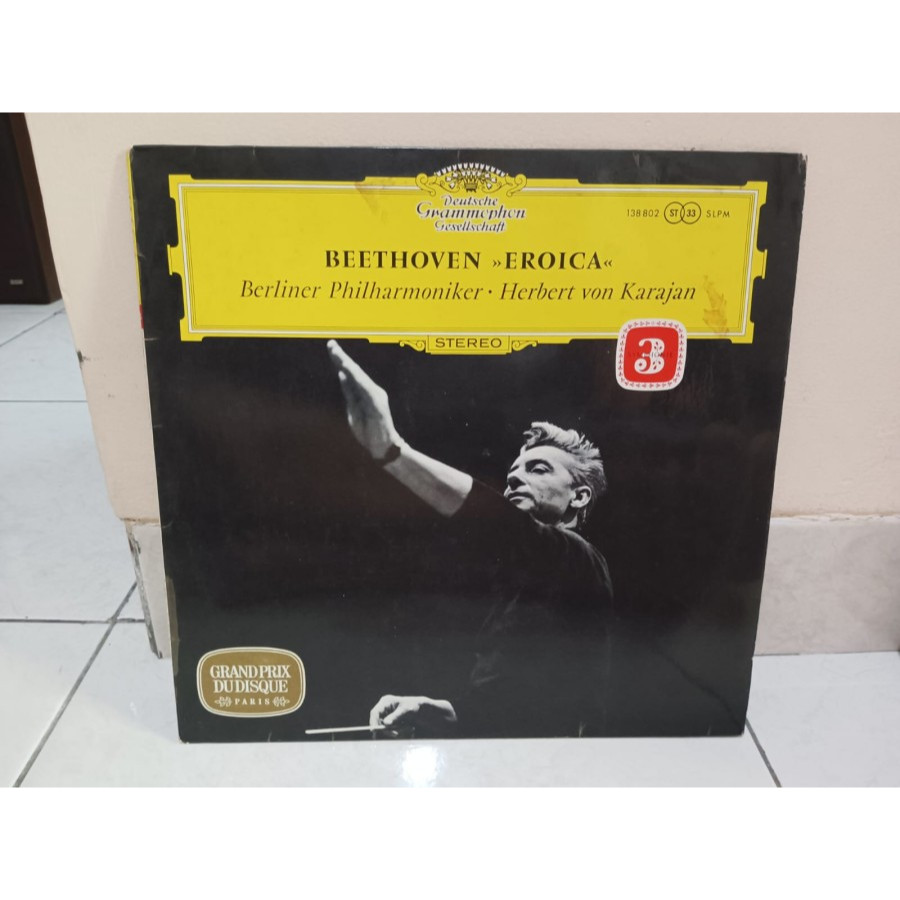 Deutsche
Grammophon
Gesellschaft
138 802 ST 33 SLPM
BEETHOVEN »EROICA«
Berliner Philharmoniker · Herbert von Karajan
STEREO
3
GRAND PRIX
DU DISQUE
PARIS